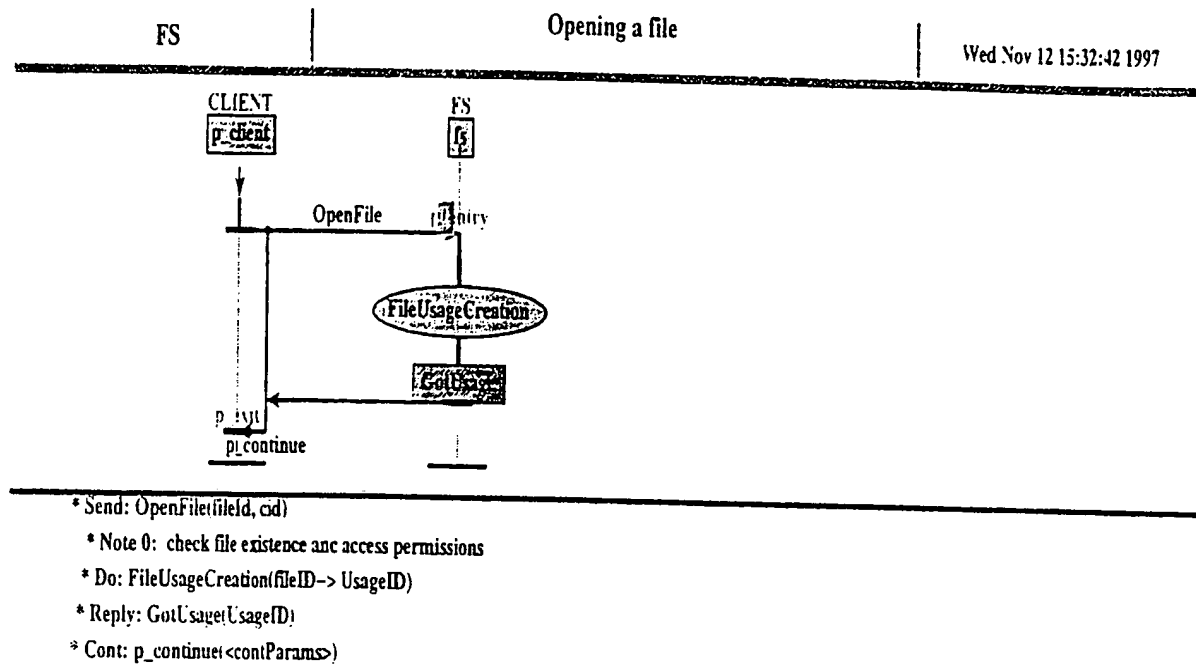 FS
Opening a file
Wed Nov 12 15:32:42 1997
CLIENT
FS
p_client
fs
OpenFile
FileUsageCreation
GotUsage
p_continue
* Send: OpenFile(fileId, cid)
* Note 0: check file existence anc access permissions
* Do: FileUsageCreation(fileID-> UsageID)
* Reply: GotUsage(UsageID)
* Cont: p_continue(<contParams>)